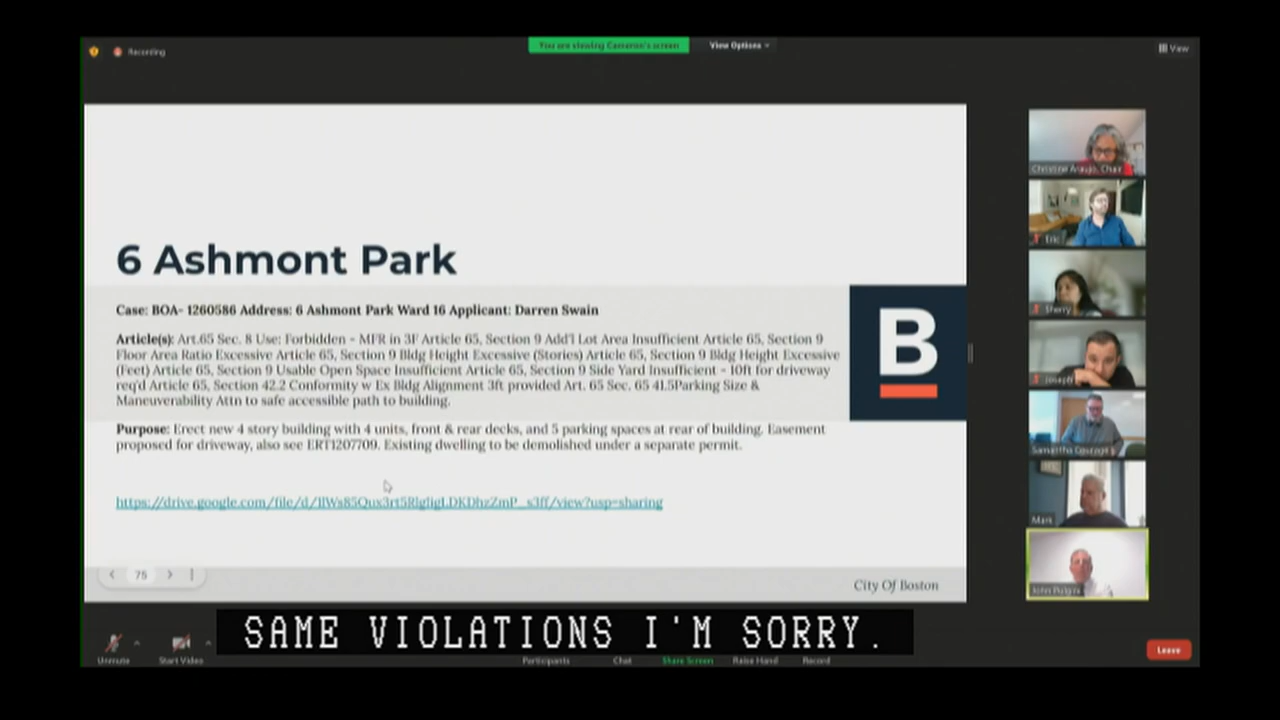 Recording
You are viewing Cameron's screen
View Options
View
6 Ashmont Park
Case: BOA- 1260586 Address: 6 Ashmont Park Ward 16 Applicant: Darren Swain
Article(s): Art.65 Sec. 8 Use: Forbidden - MFR in 3F Article 65, Section 9 Add'l Lot Area Insufficient Article 65, Section 9
Floor Area Ratio Excessive Article 65, Section 9 Bldg Height Excessive (Stories) Article 65, Section 9 Bldg Height Excessive
(Feet) Article 65, Section 9 Usable Open Space Insufficient Article 65, Section 9 Side Yard Insufficient - 10ft for driveway
req'd Article 65, Section 42.2 Conformity w Ex Bldg Alignment 3ft provided Art. 65 Sec. 65 41.5Parking Size &
Maneuverability Attn to safe accessible path to building.
Purpose: Erect new 4 story building with 4 units, front & rear decks, and 5 parking spaces at rear of building. Easement
proposed for driveway, also see ERT1207709. Existing dwelling to be demolished under a separate permit.
B
75
City Of Boston
Christine Araujo, Chair
Eric
Sherry
Joseph
Mark
John
SAME VIOLATIONS I'M SORRY.
Unmute
Start Video
Participants
Chat
Share Screen
Raise Hand
Record
Leave